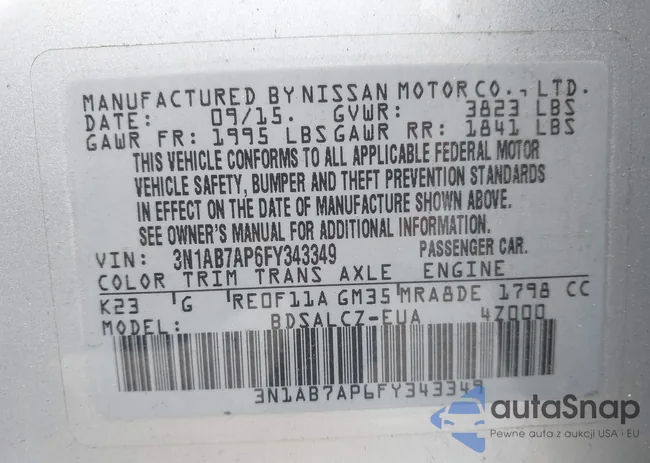 MANUFACTURED BY NISSAN MOTOR CO., LTD.
DATE: 09/15. GVWR: 3823 LBS
GAWR FR: 1995 LBS GAWR RR: 1841 LBS
THIS VEHICLE CONFORMS TO ALL APPLICABLE FEDERAL MOTOR
VEHICLE SAFETY, BUMPER AND THEFT PREVENTION STANDARDS
IN EFFECT ON THE DATE OF MANUFACTURE SHOWN ABOVE.
SEE OWNER'S MANUAL FOR ADDITIONAL INFORMATION.
VIN: 3N1AB7AP6FY343349 PASSENGER CAR.
COLOR TRIM TRANS AXLE ENGINE
K23 G RE0F11A GM35 MRA8DE 1798 CC
MODEL: BDSALCZ-EUA 4Z000
3N1AB7AP6FY343349
autaSnap
Pewne auta z aukcji USA · EU